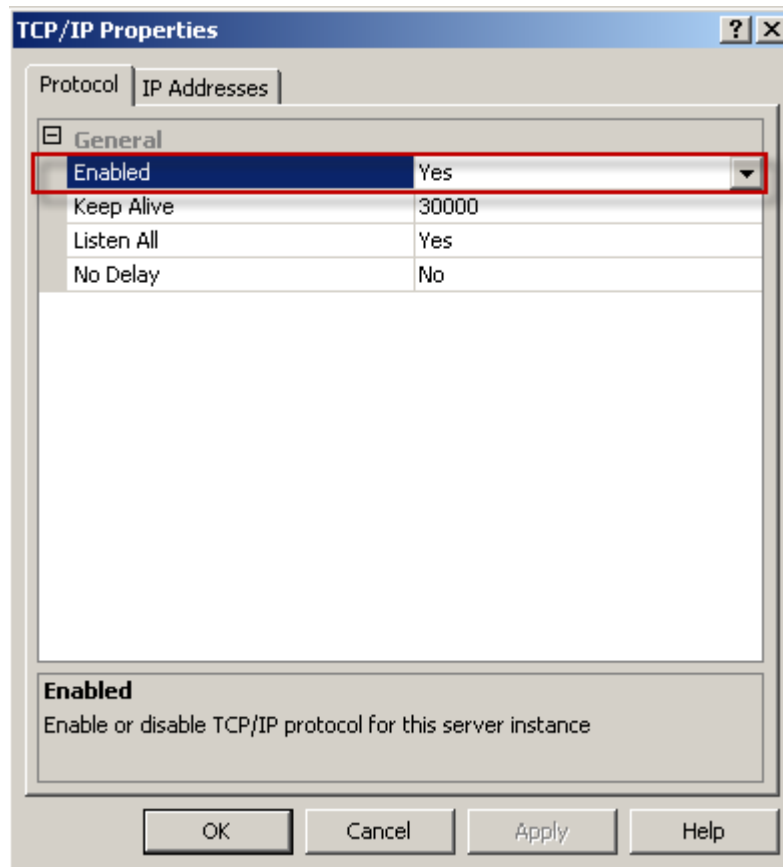 TCP/IP Properties
Protocol IP Addresses
General
Enabled Yes
Keep Alive 30000
Listen All Yes
No Delay No
Enabled
Enable or disable TCP/IP protocol for this server instance
OK Cancel Apply Help